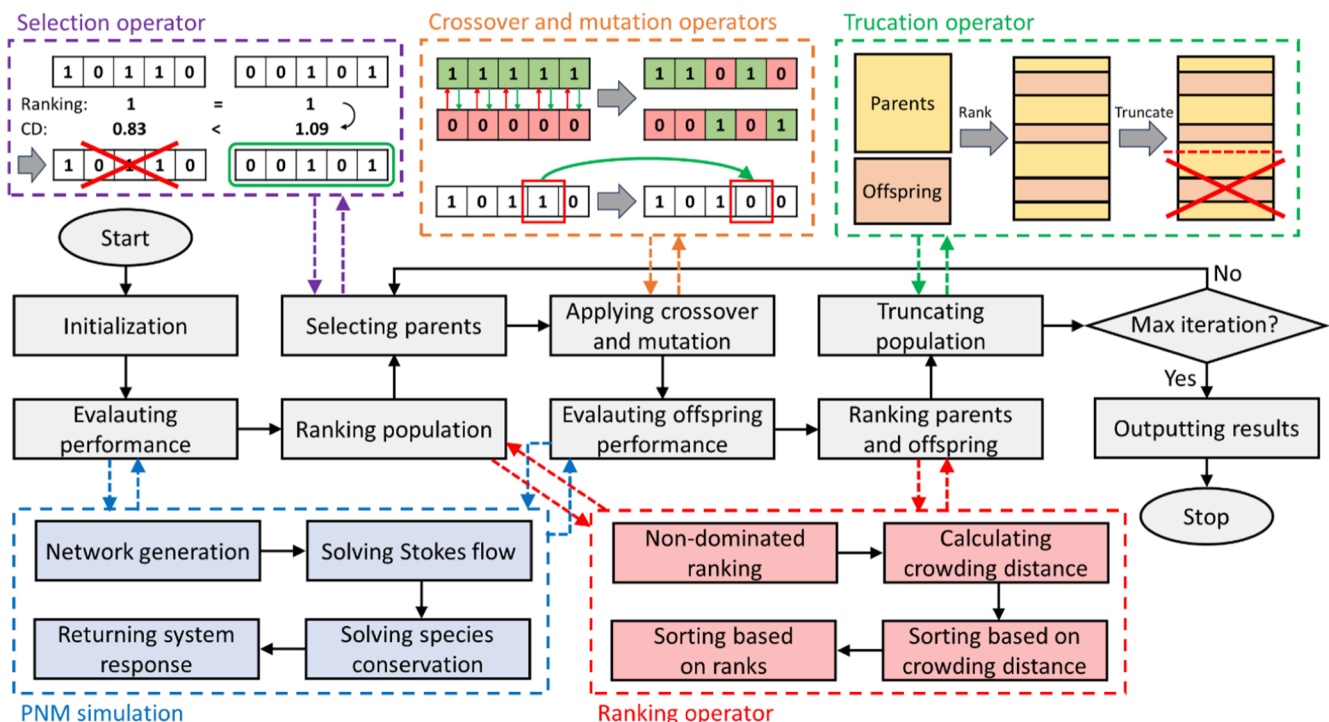 Selection operator
1 0 1 1 0
0 0 1 0 1
Ranking: 1 = 1
CD: 0.83 < 1.09
1 0 1 1 0
0 0 1 0 1
Crossover and mutation operators
1 1 1 1 1
1 1 0 1 0
0 0 0 0 0
0 0 1 0 1
1 0 1 1 0
1 0 1 0 0
Trucation operator
Parents
Offspring
Rank
Truncate
Start
Initialization
Selecting parents
Applying crossover
and mutation
Truncating
population
Max iteration?
No
Yes
Evalauting
performance
Ranking population
Evalauting offspring
performance
Ranking parents
and offspring
Outputting results
Stop
Network generation
Solving Stokes flow
Returning system
response
Solving species
conservation
PNM simulation
Non-dominated
ranking
Calculating
crowding distance
Sorting based
on ranks
Sorting based on
crowding distance
Ranking operator